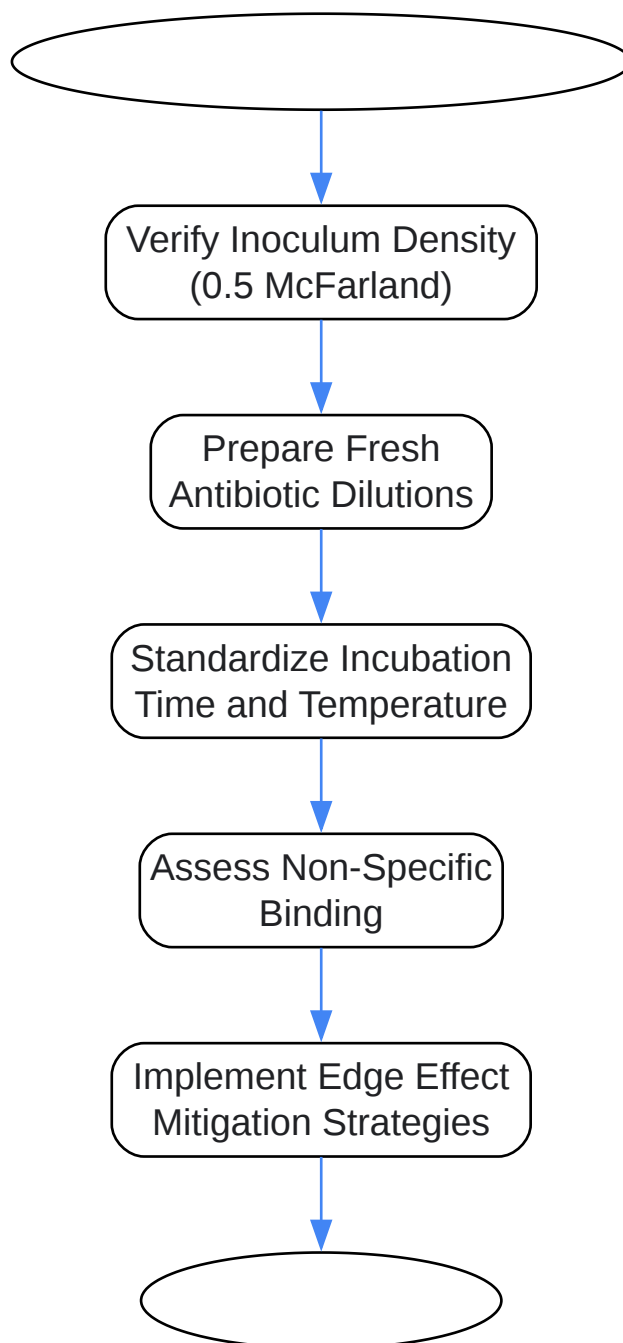 Verify Inoculum Density
(0.5 McFarland)
Prepare Fresh
Antibiotic Dilutions
Standardize Incubation
Time and Temperature
Assess Non-Specific
Binding
Implement Edge Effect
Mitigation Strategies